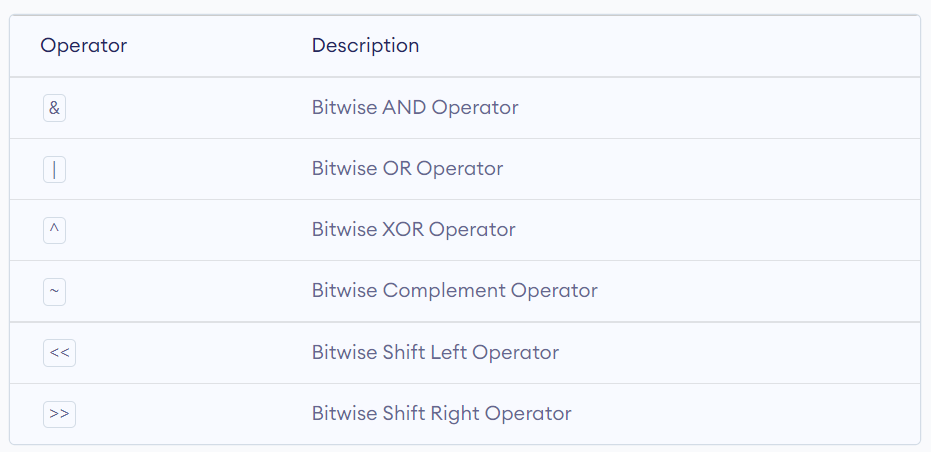 Operator Description
& Bitwise AND Operator
| Bitwise OR Operator
^ Bitwise XOR Operator
~ Bitwise Complement Operator
<< Bitwise Shift Left Operator
>> Bitwise Shift Right Operator